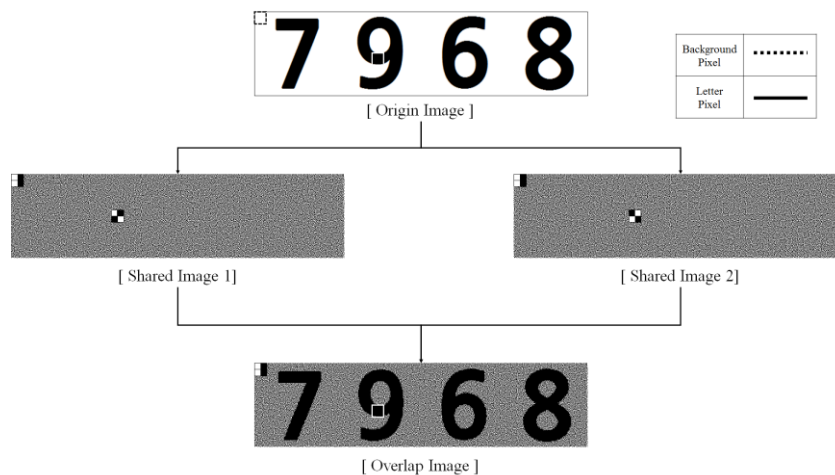 7968
Background
Pixel
Letter
Pixel
[ Origin Image ]
[ Shared Image 1]
[ Shared Image 2]
7968
[ Overlap Image ]